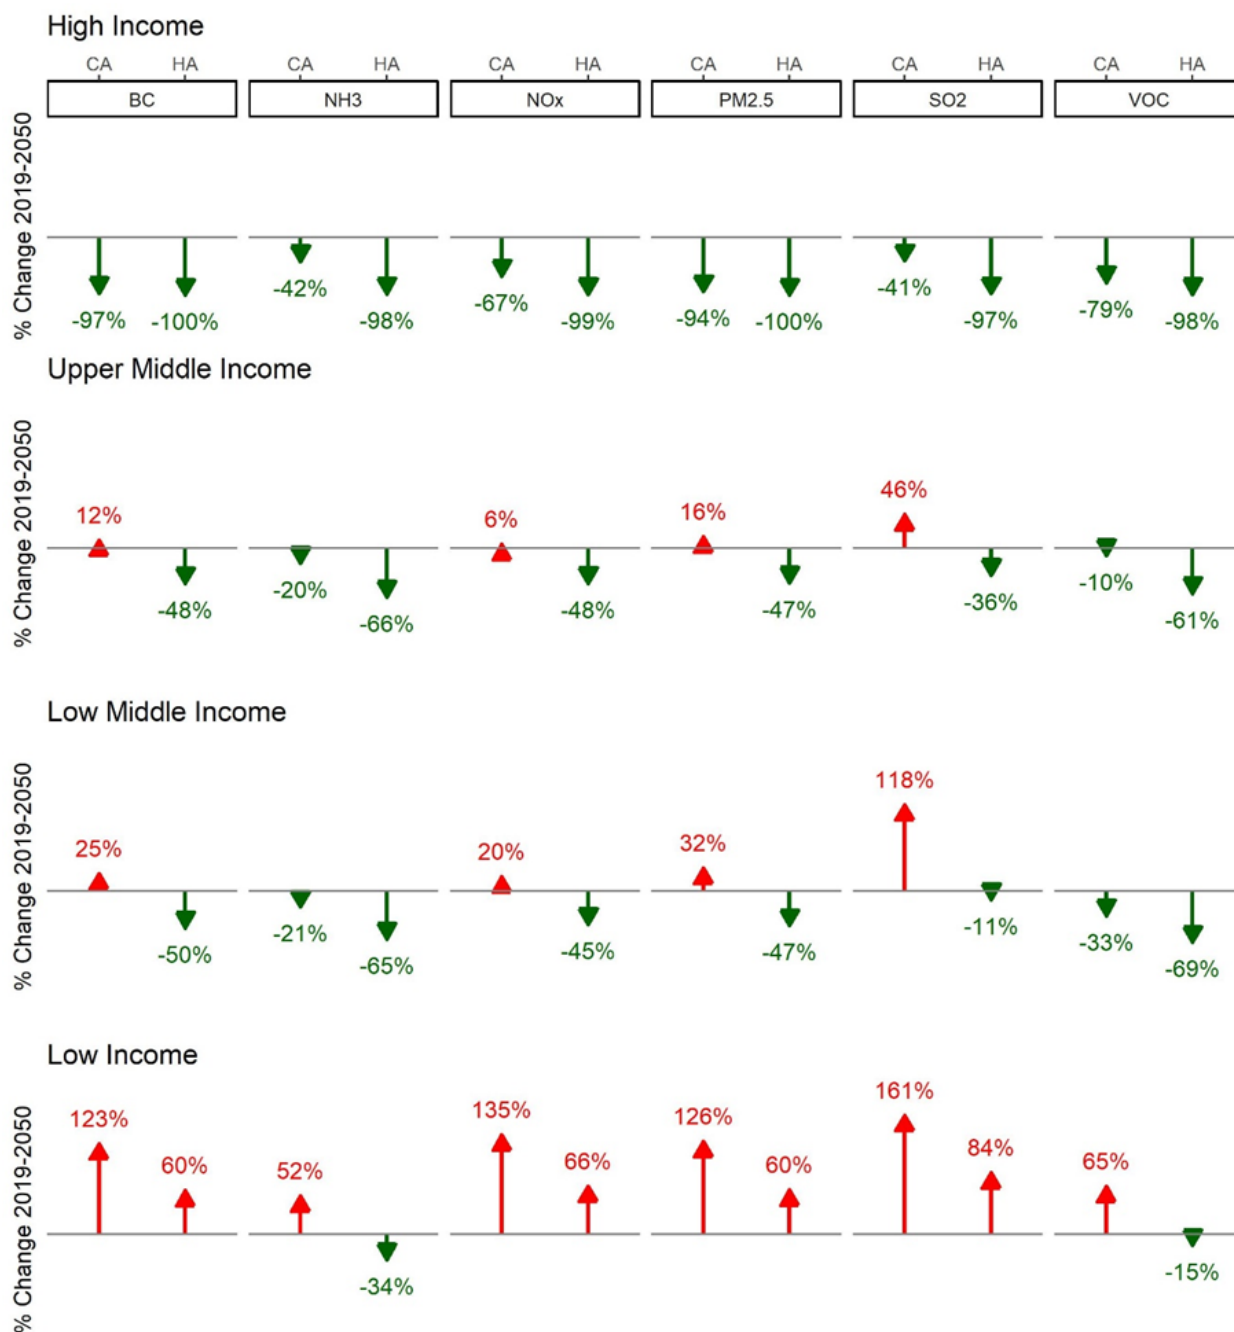 High Income
CA HA CA HA CA HA CA HA CA HA CA HA
BC NH3 NOx PM2.5 SO2 VOC
% Change 2019-2050
-97% -100% -42% -98% -67% -99% -94% -100% -41% -97% -79% -98%
Upper Middle Income
% Change 2019-2050
12% -48% -20% -66% 6% -48% 16% -47% 46% -36% -10% -61%
Low Middle Income
% Change 2019-2050
25% -50% -21% -65% 20% -45% 32% -47% 118% -11% -33% -69%
Low Income
% Change 2019-2050
123% 60% 52% -34% 135% 66% 126% 60% 161% 84% 65% -15%